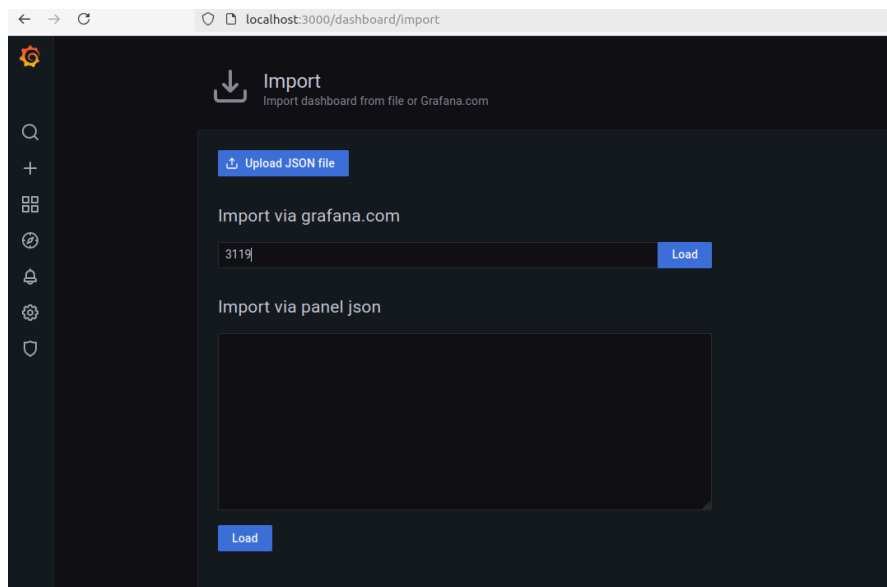 localhost:3000/dashboard/import
Import
Import dashboard from file or Grafana.com
Upload JSON file
Import via grafana.com
3119
Load
Import via panel json
Load